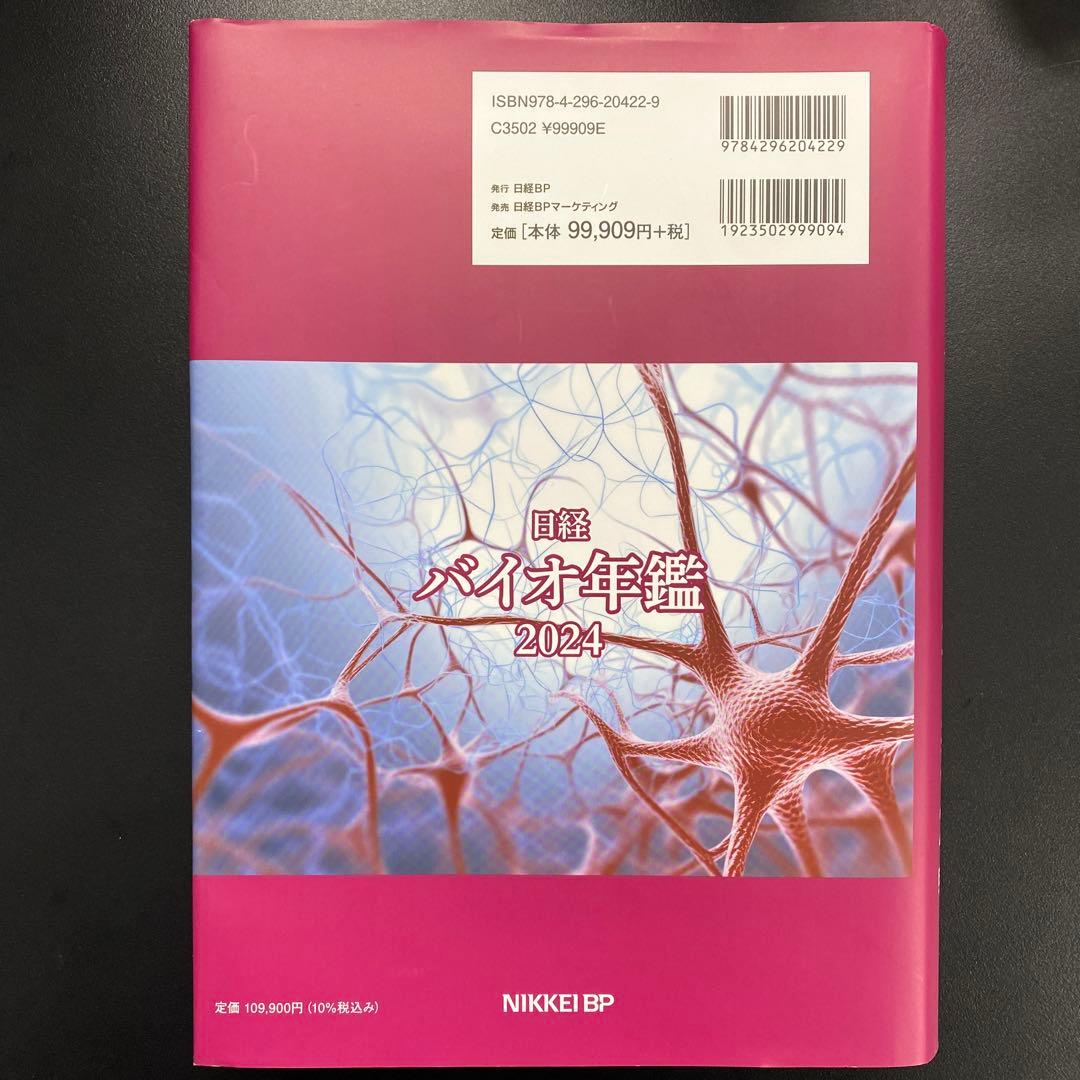 ISBN978-4-296-20422-9
C3502 ¥99909E
発行 日経BP
発売 日経BPマーケティング
定価 [本体 99,909円+税]
9784296204229
1923502999094
日経
バイオ年鑑
2024
定価 109,900円 (10%税込み)
NIKKEI BP